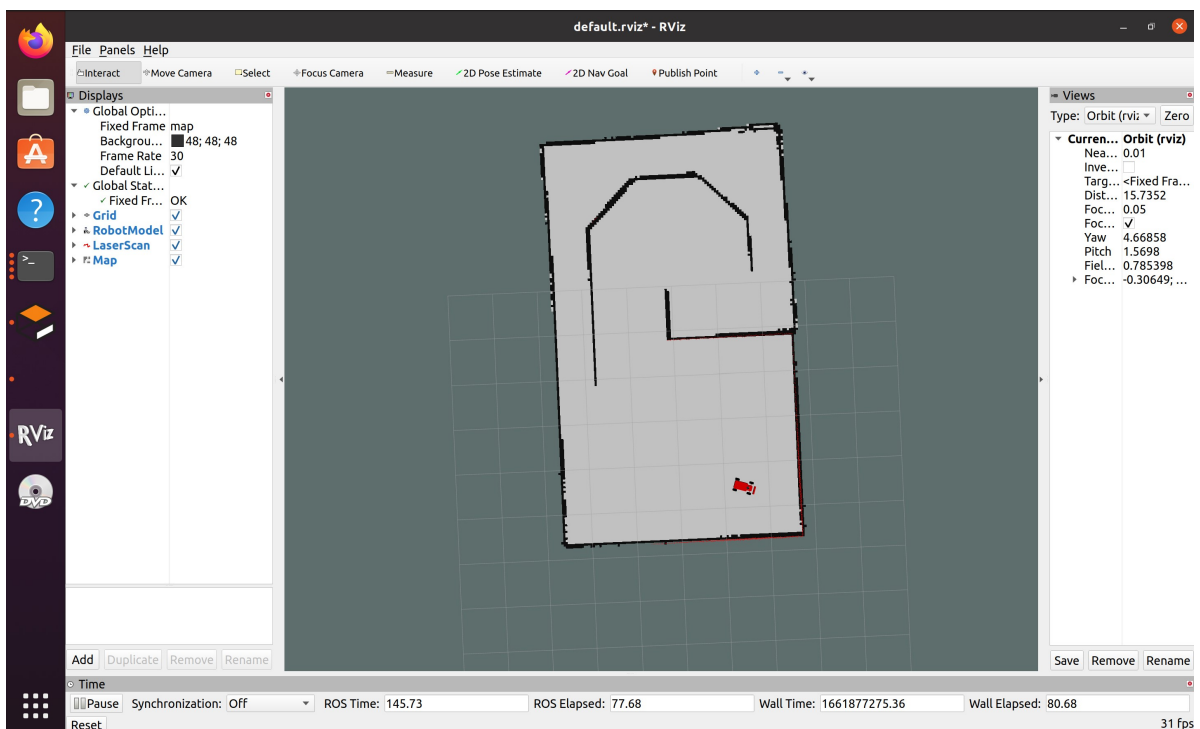 default.rviz* - RViz
File Panels Help
Interact Move Camera Select Focus Camera Measure 2D Pose Estimate 2D Nav Goal Publish Point
Displays
Global Opti...
Fixed Frame map
Backgrou... 48; 48; 48
Frame Rate 30
Default Li...
Global Stat...
Fixed Fr... OK
Grid
RobotModel
LaserScan
Map
Add Duplicate Remove Rename
Views
Type: Orbit (rviz Zero
Curren... Orbit (rviz)
Nea... 0.01
Inve...
Targ... <Fixed Fra...
Dist... 15.7352
Foc... 0.05
Foc...
Yaw 4.66858
Pitch 1.5698
Fiel... 0.785398
Foc... -0.30649; ...
Save Remove Rename
RViz
DVD
Time
Pause Synchronization: Off ROS Time: 145.73 ROS Elapsed: 77.68 Wall Time: 1661877275.36 Wall Elapsed: 80.68
Reset 31 fps